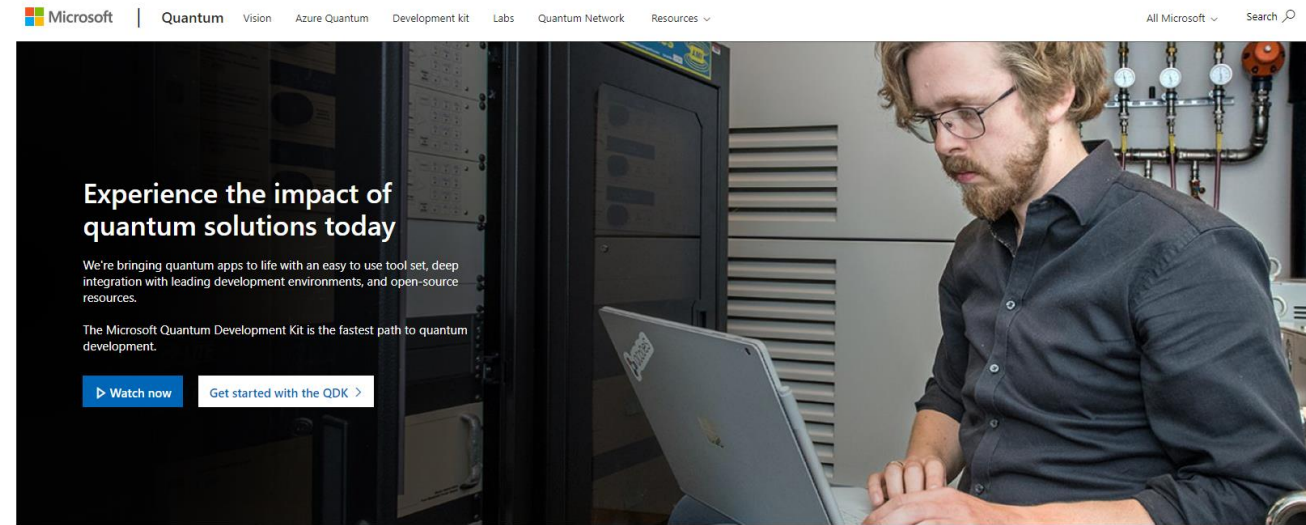 Microsoft
Quantum
Vision
Azure Quantum
Development kit
Labs
Quantum Network
Resources
All Microsoft
Search
Experience the impact of
quantum solutions today
We're bringing quantum apps to life with an easy to use tool set, deep
integration with leading development environments, and open-source
resources.
The Microsoft Quantum Development Kit is the fastest path to quantum
development.
Watch now
Get started with the QDK